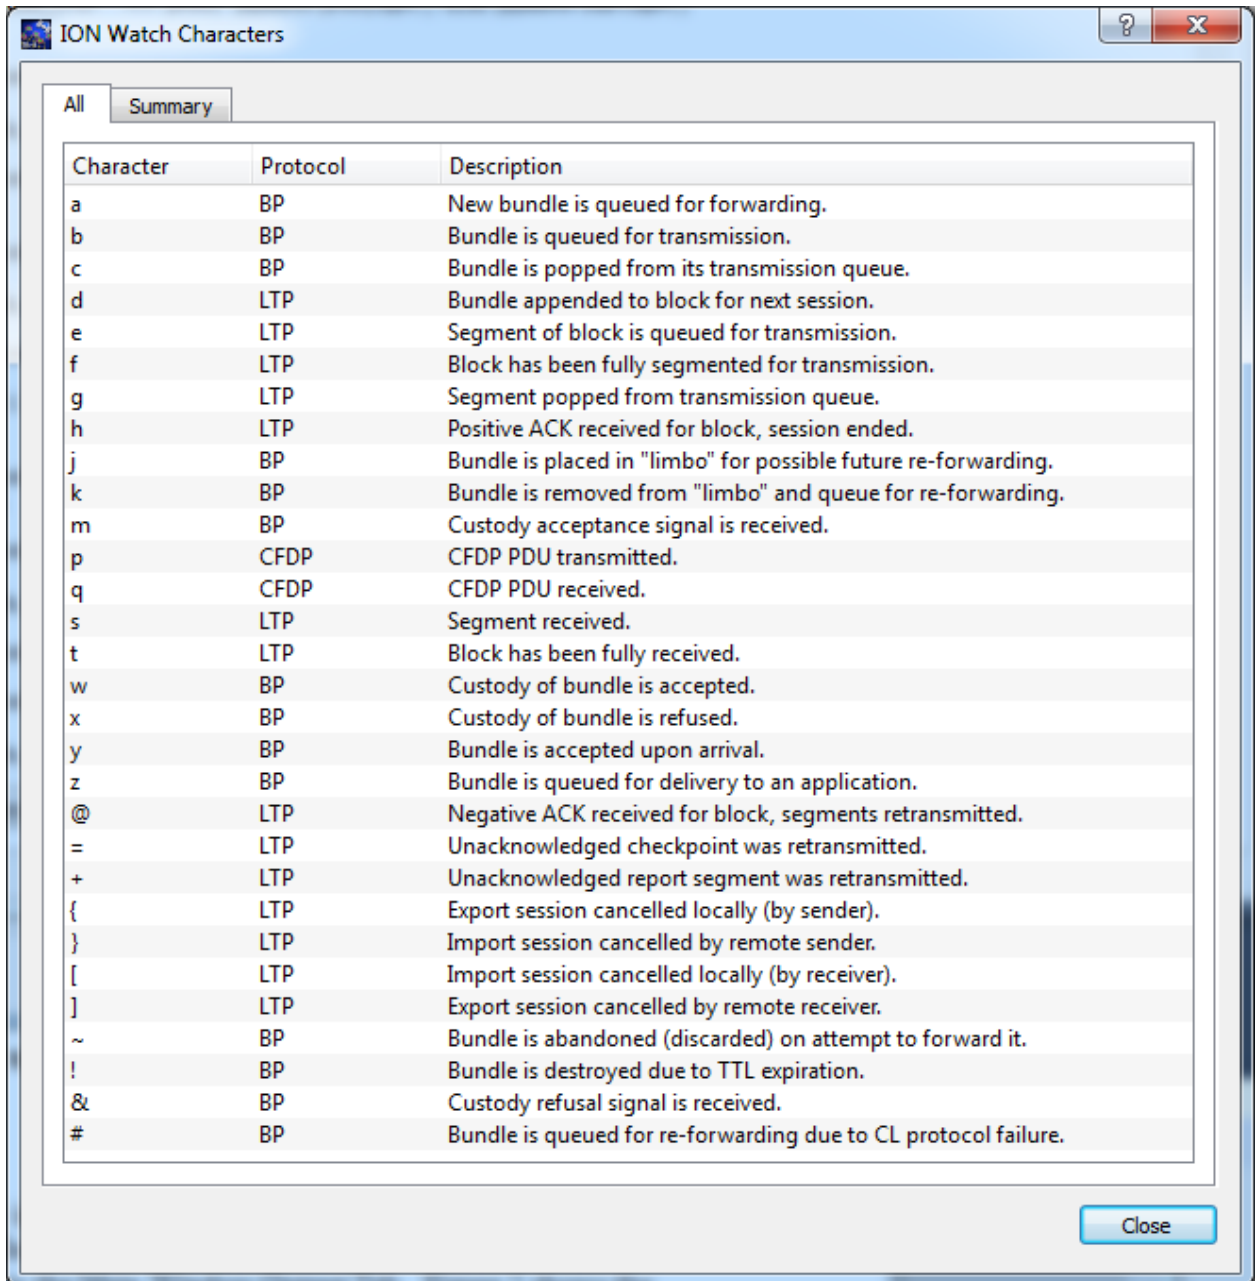 ION Watch Characters
All Summary
Character Protocol Description
a BP New bundle is queued for forwarding.
b BP Bundle is queued for transmission.
c BP Bundle is popped from its transmission queue.
d LTP Bundle appended to block for next session.
e LTP Segment of block is queued for transmission.
f LTP Block has been fully segmented for transmission.
g LTP Segment popped from transmission queue.
h LTP Positive ACK received for block, session ended.
j BP Bundle is placed in "limbo" for possible future re-forwarding.
k BP Bundle is removed from "limbo" and queue for re-forwarding.
m BP Custody acceptance signal is received.
p CFDP CFDP PDU transmitted.
q CFDP CFDP PDU received.
s LTP Segment received.
t LTP Block has been fully received.
w BP Custody of bundle is accepted.
x BP Custody of bundle is refused.
y BP Bundle is accepted upon arrival.
z BP Bundle is queued for delivery to an application.
@ LTP Negative ACK received for block, segments retransmitted.
= LTP Unacknowledged checkpoint was retransmitted.
+ LTP Unacknowledged report segment was retransmitted.
{ LTP Export session cancelled locally (by sender).
} LTP Import session cancelled by remote sender.
[ LTP Import session cancelled locally (by receiver).
] LTP Export session cancelled by remote receiver.
~ BP Bundle is abandoned (discarded) on attempt to forward it.
! BP Bundle is destroyed due to TTL expiration.
& BP Custody refusal signal is received.
# BP Bundle is queued for re-forwarding due to CL protocol failure.
Close